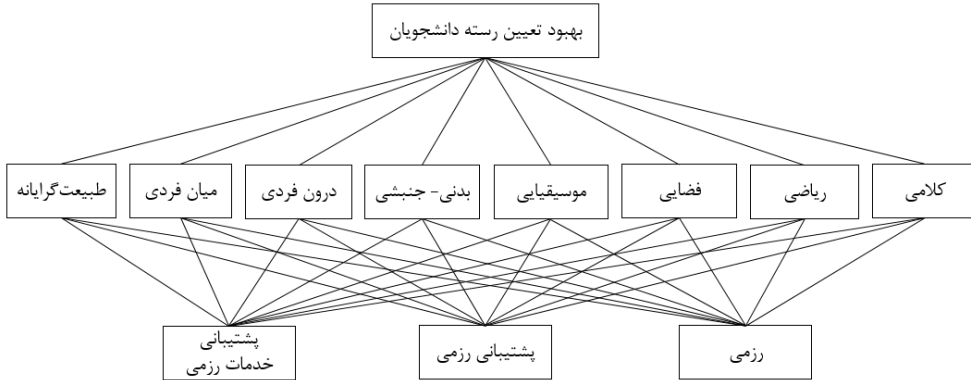 بهبود تعیین رسته دانشجویان
کلامی
ریاضی
فضایی
موسیقیایی
بدنی- جنبشی
درون فردی
میان فردی
طبیعت‌گرایانه
رزمی
پشتیبانی رزمی
پشتیبانی
خدمات رزمی